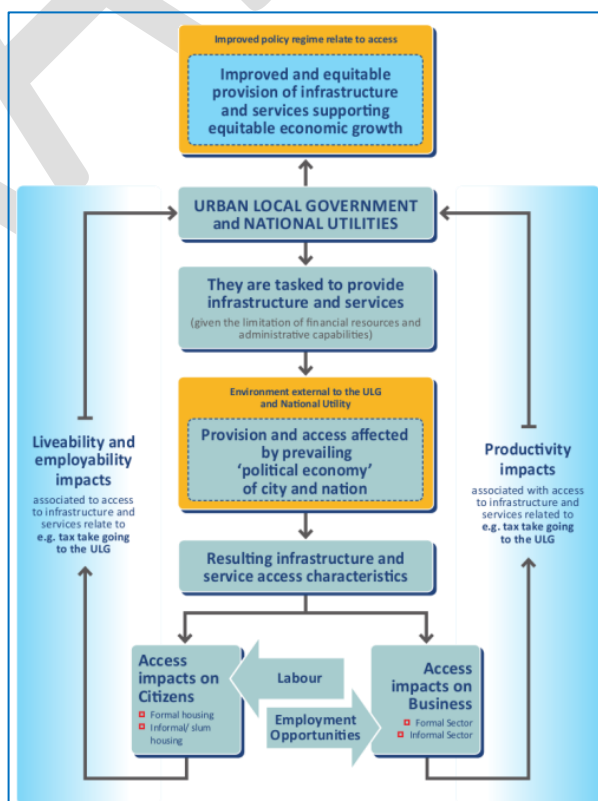 Improved policy regime relate to access
Improved and equitable
provision of infrastructure
and services supporting
equitable economic growth
URBAN LOCAL GOVERNMENT
and NATIONAL UTILITIES
They are tasked to provide
infrastructure and services
(given the limitation of financial resources and
administrative capabilities)
Environment external to the ULG
and National Utility
Provision and access affected
by prevailing
‘political economy’
of city and nation
Liveability and
employability
impacts
associated to access
to infrastructure and
services relate to
e.g. tax take going
to the ULG
Productivity
impacts
associated with access
to infrastructure and
services related to
e.g. tax take going
to the ULG
Resulting infrastructure and
service access characteristics
Access
impacts on
Citizens
Formal housing
Informal/ slum
housing
Labour
Employment
Opportunities
Access
impacts on
Business
Formal Sector
Informal Sector